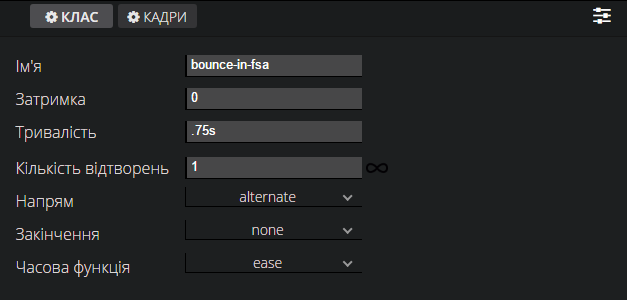 КЛАС КАДРИ
Ім'я bounce-in-fsa
Затримка 0
Тривалість .75s
Кількість відтворень 1
Напрям alternate
Закінчення none
Часова функція ease